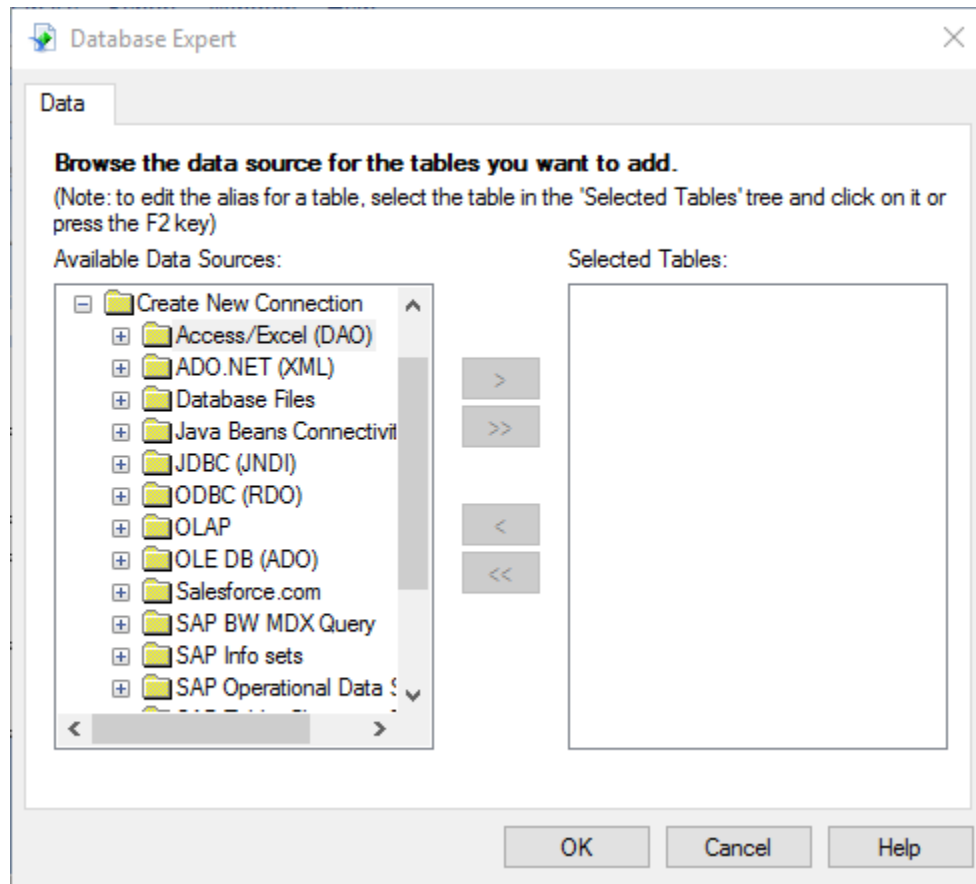 Database Expert
Data
Browse the data source for the tables you want to add.
(Note: to edit the alias for a table, select the table in the 'Selected Tables' tree and click on it or
press the F2 key)
Available Data Sources:
Selected Tables:
Create New Connection
Access/Excel (DAO)
ADO.NET (XML)
Database Files
Java Beans Connectivit
JDBC (JNDI)
ODBC (RDO)
OLAP
OLE DB (ADO)
Salesforce.com
SAP BW MDX Query
SAP Info sets
SAP Operational Data S
>
>>
<
<<
OK
Cancel
Help